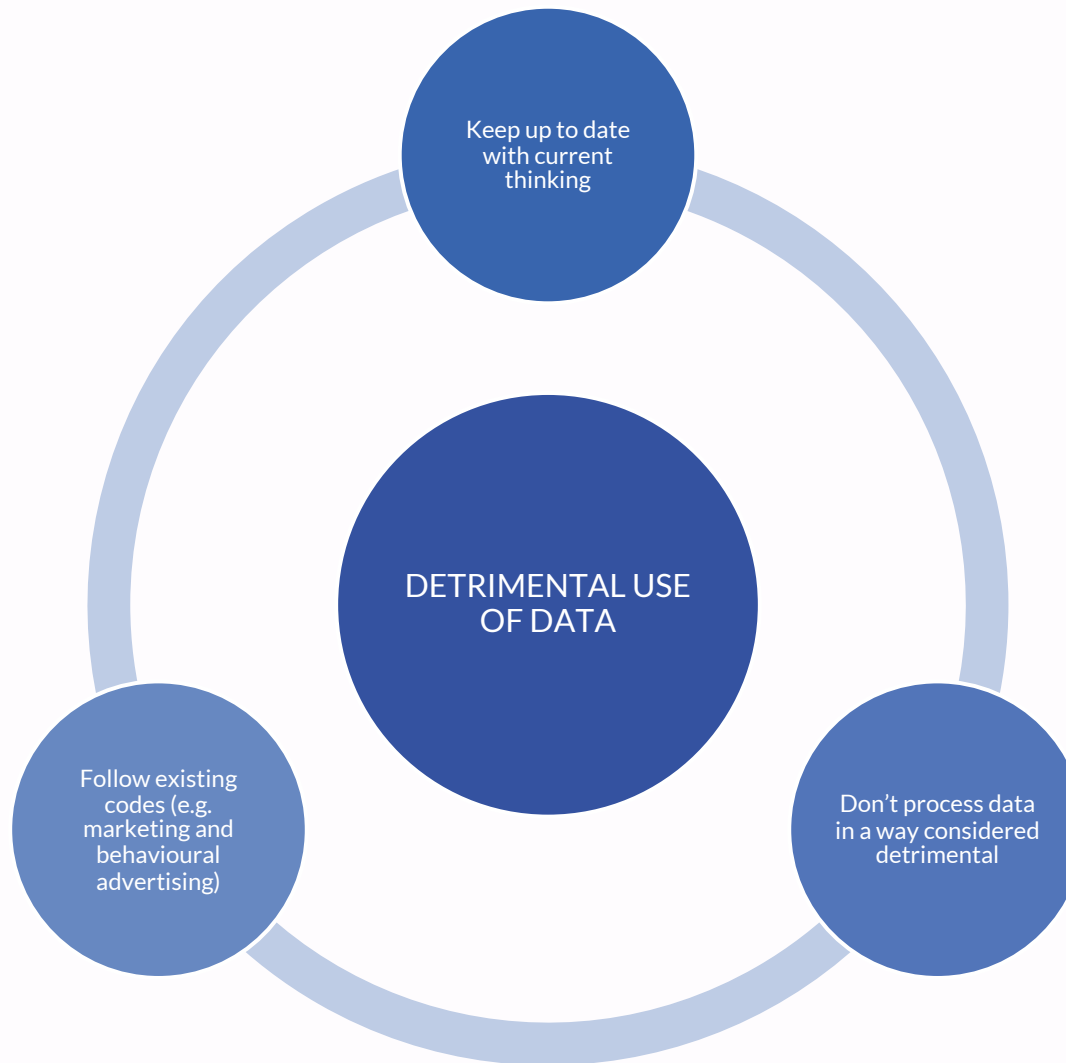 Keep up to date
with current
thinking
DETRIMENTAL USE
OF DATA
Follow existing
codes (e.g.
marketing and
behavioural
advertising)
Don’t process data
in a way considered
detrimental